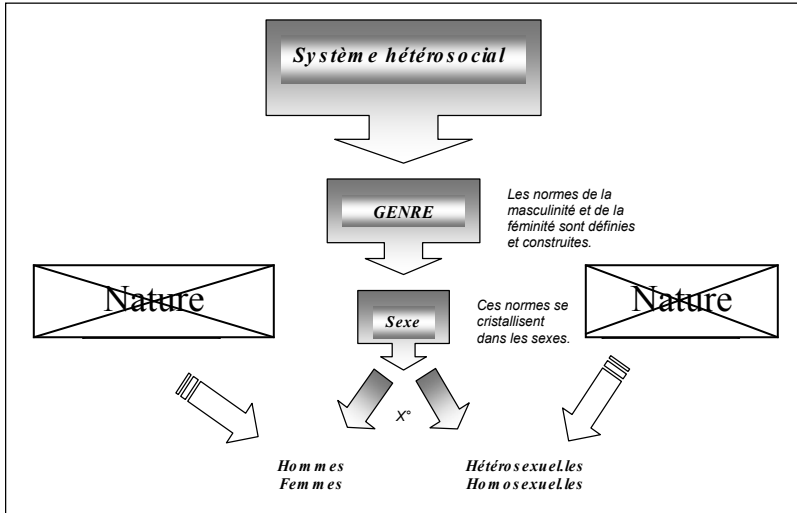 Système hétérosocial
GENRE
Les normes de la
masculinité et de la
féminité sont définies
et construites.
Nature
Nature
Sexe
Ces normes se
cristallisent
dans les sexes.
X°
Hommes
Femmes
Hétérosexuel.les
Homosexuel.les